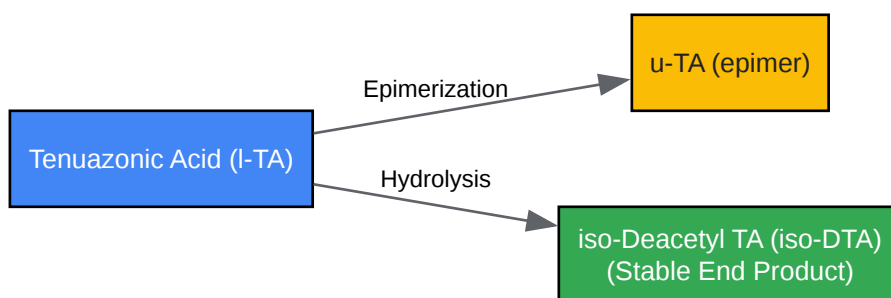 u-TA (epimer)
Epimerization
Tenuazonic Acid (l-TA)
Hydrolysis
iso-Deacetyl TA (iso-DTA)
(Stable End Product)